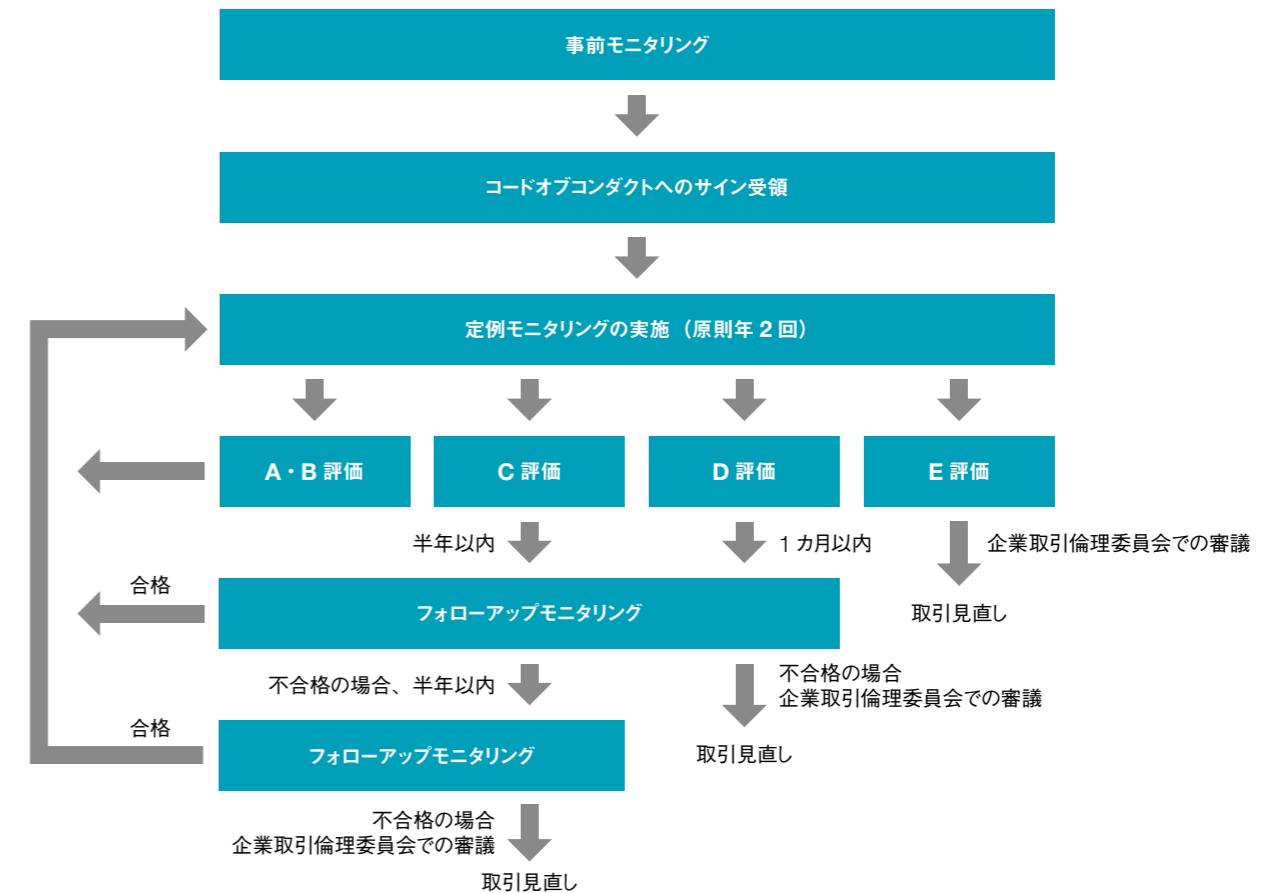 事前モニタリング
コードオブコンダクトへのサイン受領
定例モニタリングの実施（原則年 2 回）
A・B 評価
C 評価
D 評価
E 評価
半年以内
1 カ月以内
企業取引倫理委員会での審議
合格
フォローアップモニタリング
取引見直し
不合格の場合、半年以内
不合格の場合
企業取引倫理委員会での審議
合格
フォローアップモニタリング
取引見直し
不合格の場合
企業取引倫理委員会での審議
取引見直し